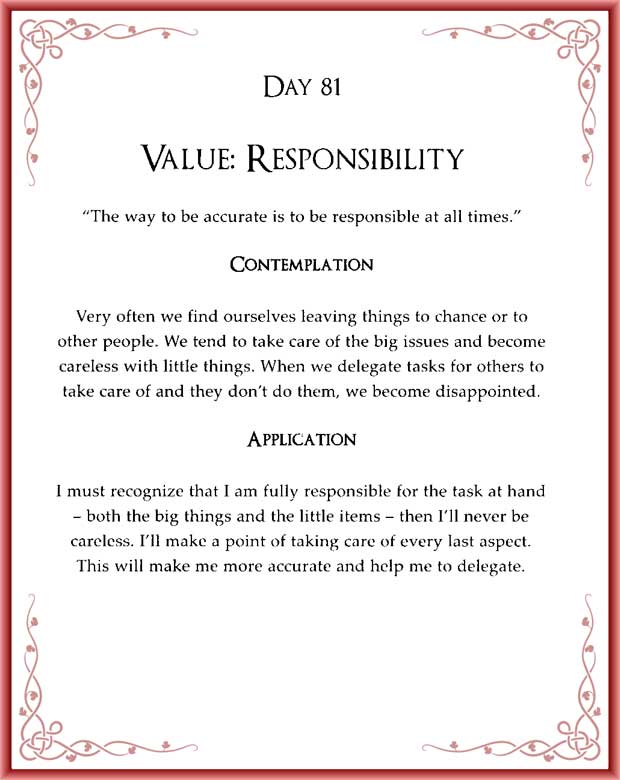 Day 81
Value: Responsibility
“The way to be accurate is to be responsible at all times.”
Contemplation
Very often we find ourselves leaving things to chance or to
other people. We tend to take care of the big issues and become
careless with little things. When we delegate tasks for others to
take care of and they don’t do them, we become disappointed.
Application
I must recognize that I am fully responsible for the task at hand
– both the big things and the little items – then I’ll never be
careless. I’ll make a point of taking care of every last aspect.
This will make me more accurate and help me to delegate.